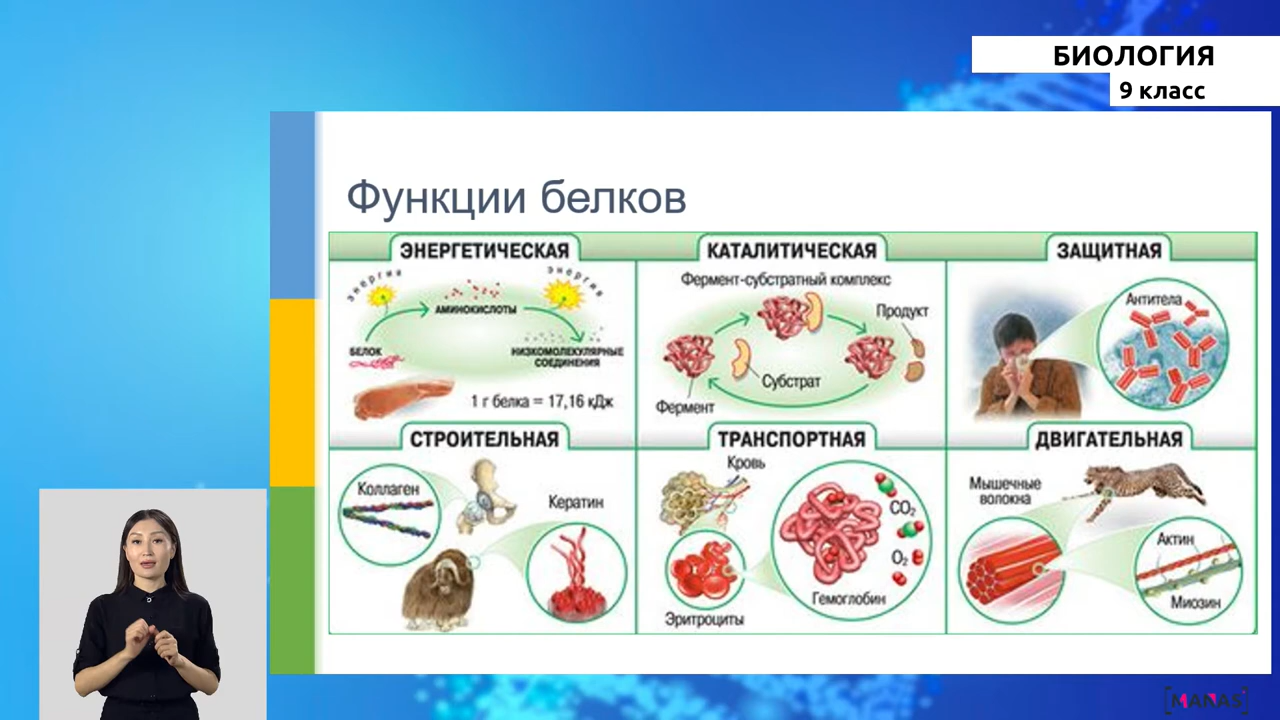 БИОЛОГИЯ
9 класс
Функции белков
ЭНЕРГЕТИЧЕСКАЯ
энергия
энергия
АМИНОКИСЛОТЫ
БЕЛОК
НИЗКОМОЛЕКУЛЯРНЫЕ
СОЕДИНЕНИЯ
1 г белка = 17,16 кДж
КАТАЛИТИЧЕСКАЯ
Фермент-субстратный комплекс
Продукт
Субстрат
Фермент
ЗАЩИТНАЯ
Антитела
СТРОИТЕЛЬНАЯ
Коллаген
Кератин
ТРАНСПОРТНАЯ
Кровь
CO₂
O₂
Гемоглобин
Эритроциты
ДВИГАТЕЛЬНАЯ
Мышечные
волокна
Актин
Миозин
MANAS